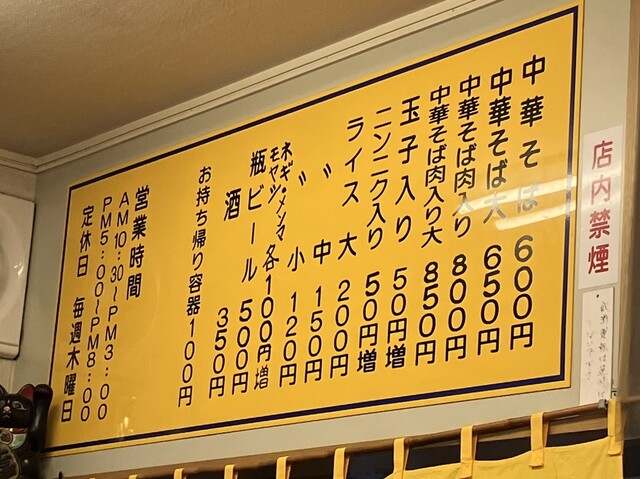 中華そば 600円
中華そば大 650円
中華そば肉入り 800円
中華そば肉入り大 850円
玉子入り 50円増
ニンニク入り 50円増
ライス 大 200円
〃 中 150円
〃 小 120円
ネギ・メンマ
モヤシ 各100円増
瓶ビール 500円
酒 350円
お持ち帰り容器100円
営業時間
AM10:30〜PM3:00
PM5:00〜PM8:00
定休日 毎週木曜日
店内禁煙